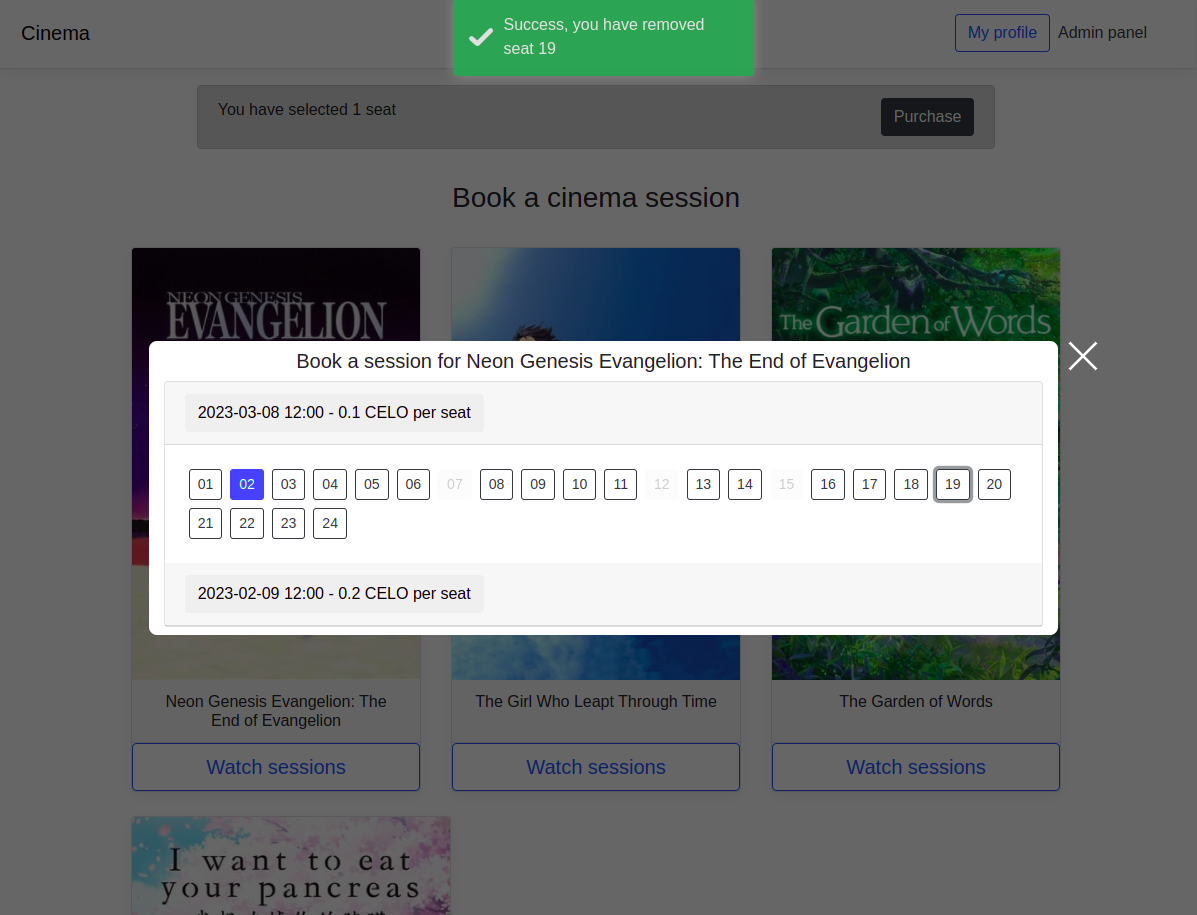 Cinema
Success, you have removed
seat 19
My profile
Admin panel
You have selected 1 seat
Purchase
Book a cinema session
NEON GENESIS
EVANGELION
The Garden of Words
Book a session for Neon Genesis Evangelion: The End of Evangelion
2023-03-08 12:00 - 0.1 CELO per seat
01 02 03 04 05 06 07 08 09 10 11 12 13 14 15 16 17 18 19 20
21 22 23 24
2023-02-09 12:00 - 0.2 CELO per seat
Neon Genesis Evangelion: The
End of Evangelion
The Girl Who Leapt Through Time
The Garden of Words
Watch sessions
Watch sessions
Watch sessions
I want to eat
your pancreas